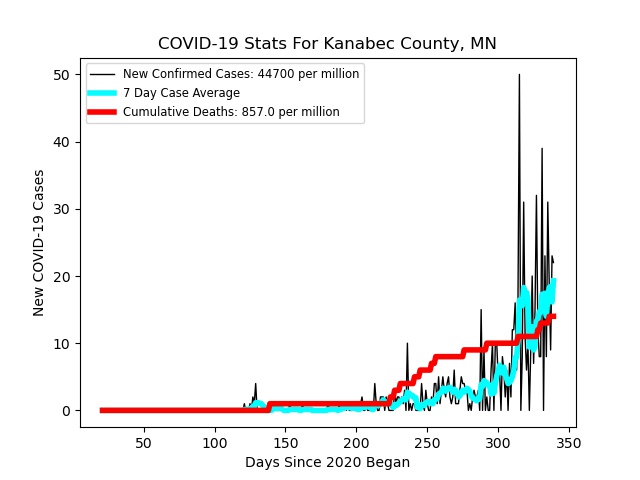 COVID-19 Stats For Kanabec County, MN
New Confirmed Cases: 44700 per million
7 Day Case Average
Cumulative Deaths: 857.0 per million
50
40
30
20
10
0
New COVID-19 Cases
50
100
150
200
250
300
350
Days Since 2020 Began